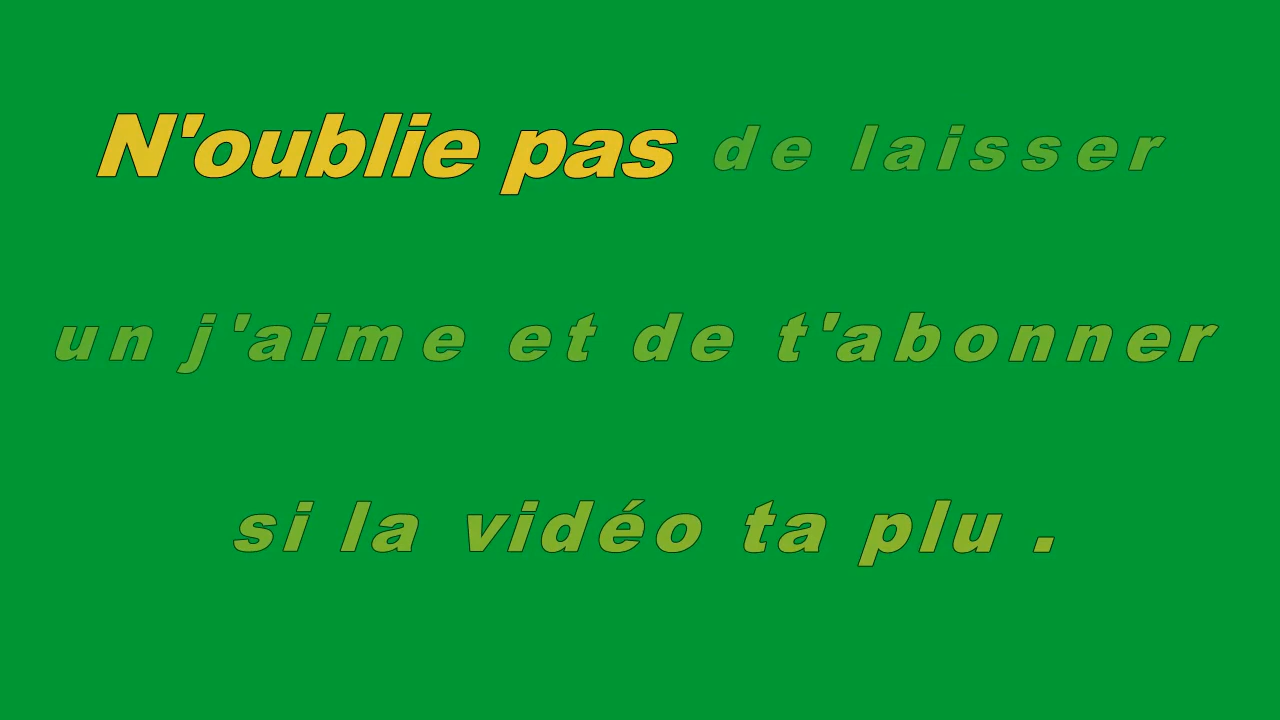 N'oublie pas de laisser
un j'aime et de t'abonner
si la vidéo ta plu .